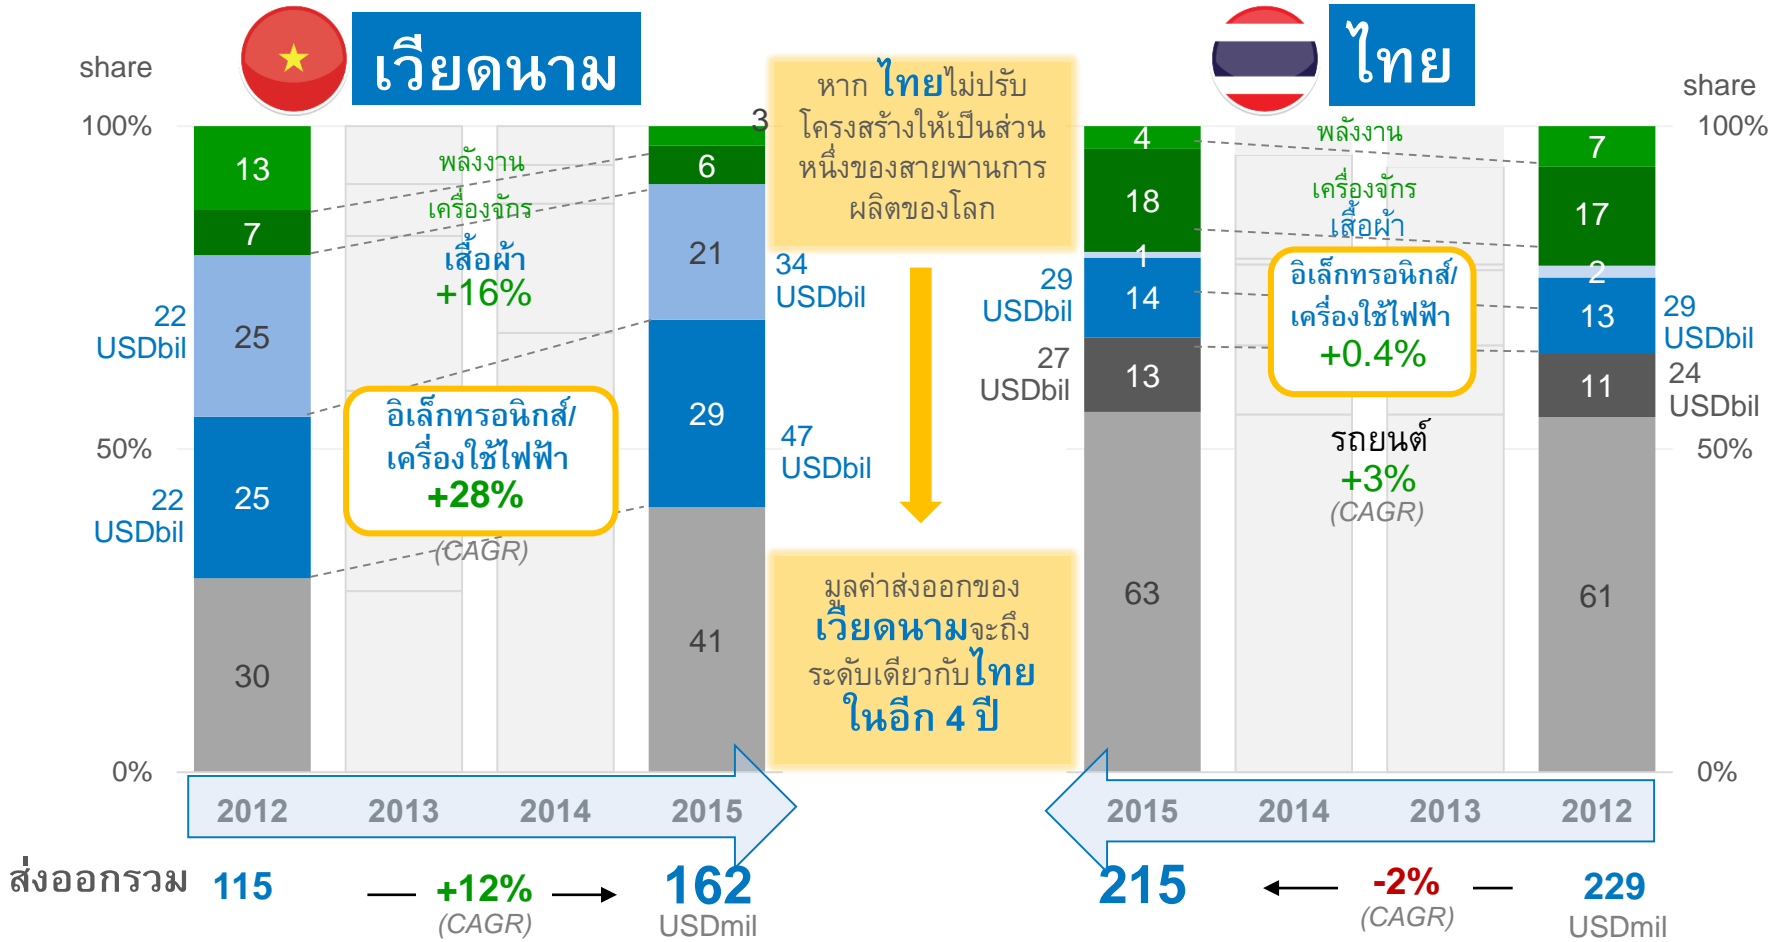 เวียดนาม
share
100%
50%
0%
13
7
25
25
30
22
USDbil
22
USDbil
พลังงาน
เครื่องจักร
เสื้อผ้า
+16%
อิเล็กทรอนิกส์/
เครื่องใช้ไฟฟ้า
+28%
(CAGR)
3
6
21
29
41
34
USDbil
47
USDbil
2012
2013
2014
2015
หาก ไทยไม่ปรับ
โครงสร้างให้เป็นส่วน
หนึ่งของสายพานการ
ผลิตของโลก
มูลค่าส่งออกของ
เวียดนามจะถึง
ระดับเดียวกับไทย
ในอีก 4 ปี
ไทย
share
100%
50%
0%
4
18
1
14
13
63
29
USDbil
27
USDbil
พลังงาน
เครื่องจักร
เสื้อผ้า
อิเล็กทรอนิกส์/
เครื่องใช้ไฟฟ้า
+0.4%
รถยนต์
+3%
(CAGR)
7
17
2
13
11
61
29
USDbil
24
USDbil
2015
2014
2013
2012
ส่งออกรวม
115
+12%
(CAGR)
162
USDmil
215
-2%
(CAGR)
229
USDmil